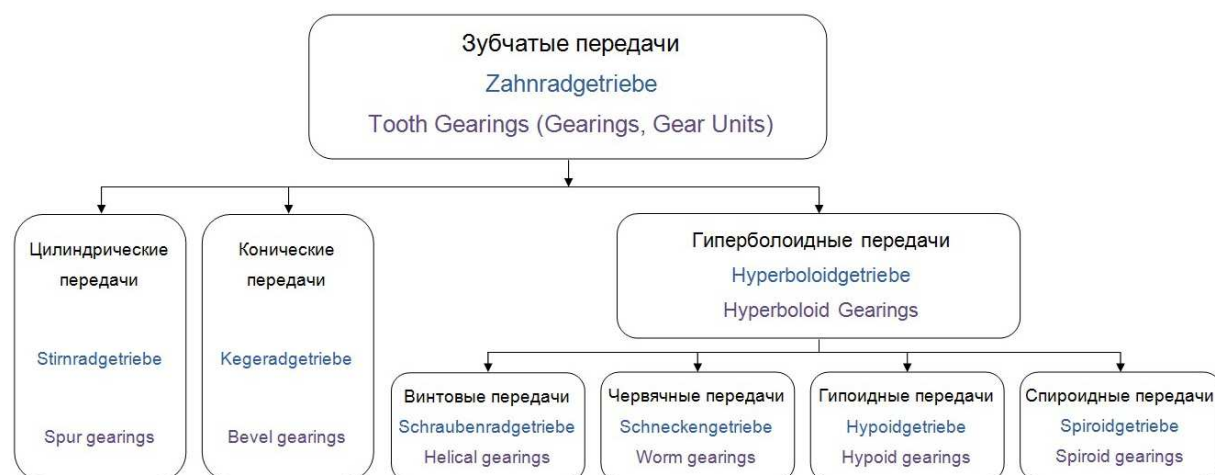 Зубчатые передачи
Zahnradgetriebe
Tooth Gearings (Gearings, Gear Units)
Цилиндрические
передачи
Stirnradgetriebe
Spur gearings
Конические
передачи
Kegeradgetriebe
Bevel gearings
Гиперболоидные передачи
Hyperboloidgetriebe
Hyperboloid Gearings
Винтовые передачи
Schraubenradgetriebe
Helical gearings
Червячные передачи
Schneckengetriebe
Worm gearings
Гипоидные передачи
Hypoidgetriebe
Hypoid gearings
Спироидные передачи
Spiroidgetriebe
Spiroid gearings